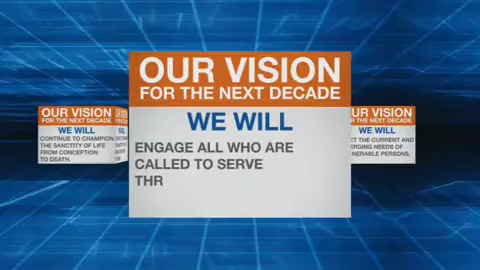 OUR VISION
FOR THE NEXT DECADE
WE WILL
ENGAGE ALL WHO ARE
CALLED TO SERVE
THR
OUR VISION
FOR THE NEXT DECADE
WE WILL
CONTINUE TO CHAMPION
THE SANCTITY OF LIFE
FROM CONCEPTION
TO DEATH.
OUR VISION
FOR THE NEXT DECADE
WE WILL
THE CURRENT AND
NEEDS OF
PERSONS.